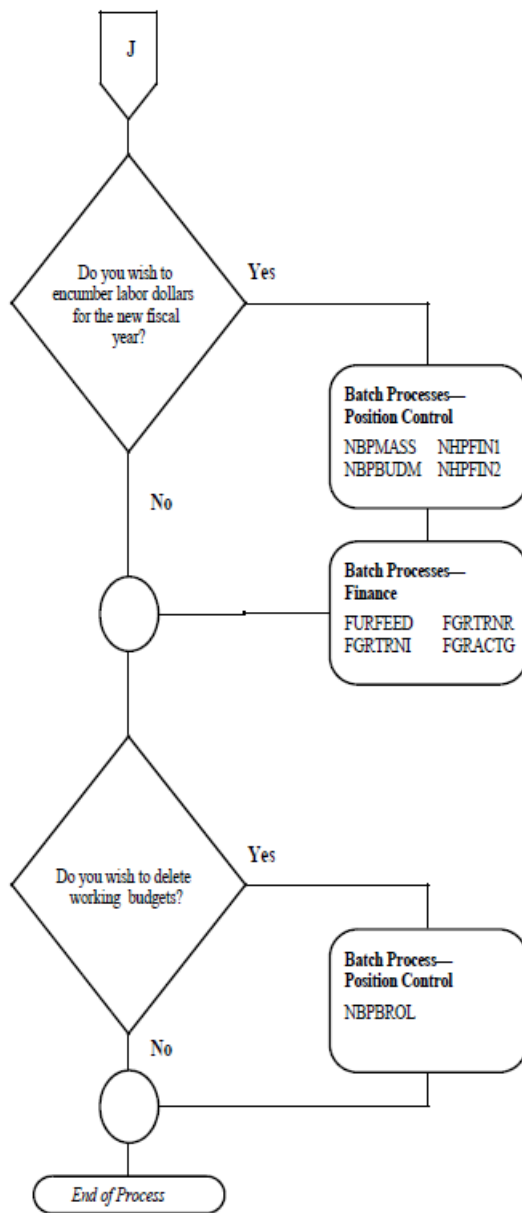 J
Do you wish to
encumber labor dollars
for the new fiscal
year?
Yes
Batch Processes—
Position Control
NBPMASS NHPFIN1
NBPBUDM NHPFIN2
No
Batch Processes—
Finance
FURFEED FGRTRNR
FGRTRNI FGRACTG
Do you wish to delete
working budgets?
Yes
Batch Process—
Position Control
NBPBROL
No
End of Process